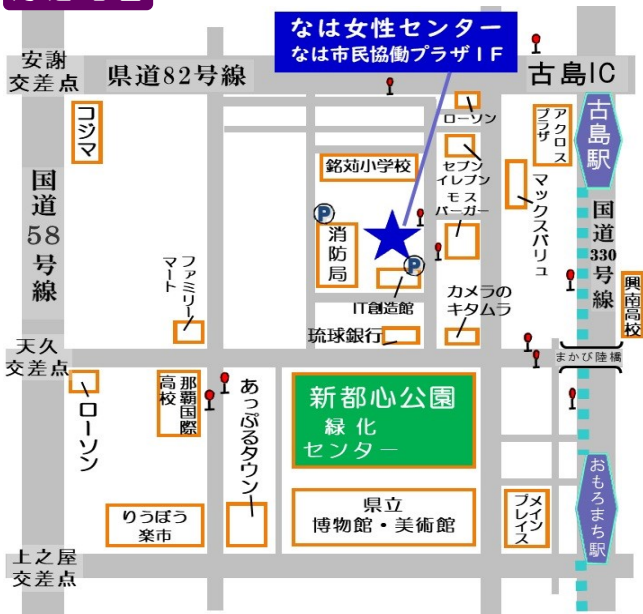 なは女性センター
なは市民協働プラザ1F
安謝
交差点
県道82号線
古島IC
コジマ
ローソン
アクロス
プラザ
古島駅
銘苅小学校
セブン
イレブン
モス
バーガー
マックスバリュ
国道58号線
P
消防局
国道330号線
ファミリー
マート
P
IT創造館
カメラの
キタムラ
興南高校
琉球銀行
天久
交差点
まかび陸橋
ローソン
那覇国際
高校
あっぷるタウン
新都心公園
緑化
センター
おもろまち駅
りうぼう
楽市
県立
博物館・美術館
メイン
プレイス
上之屋
交差点